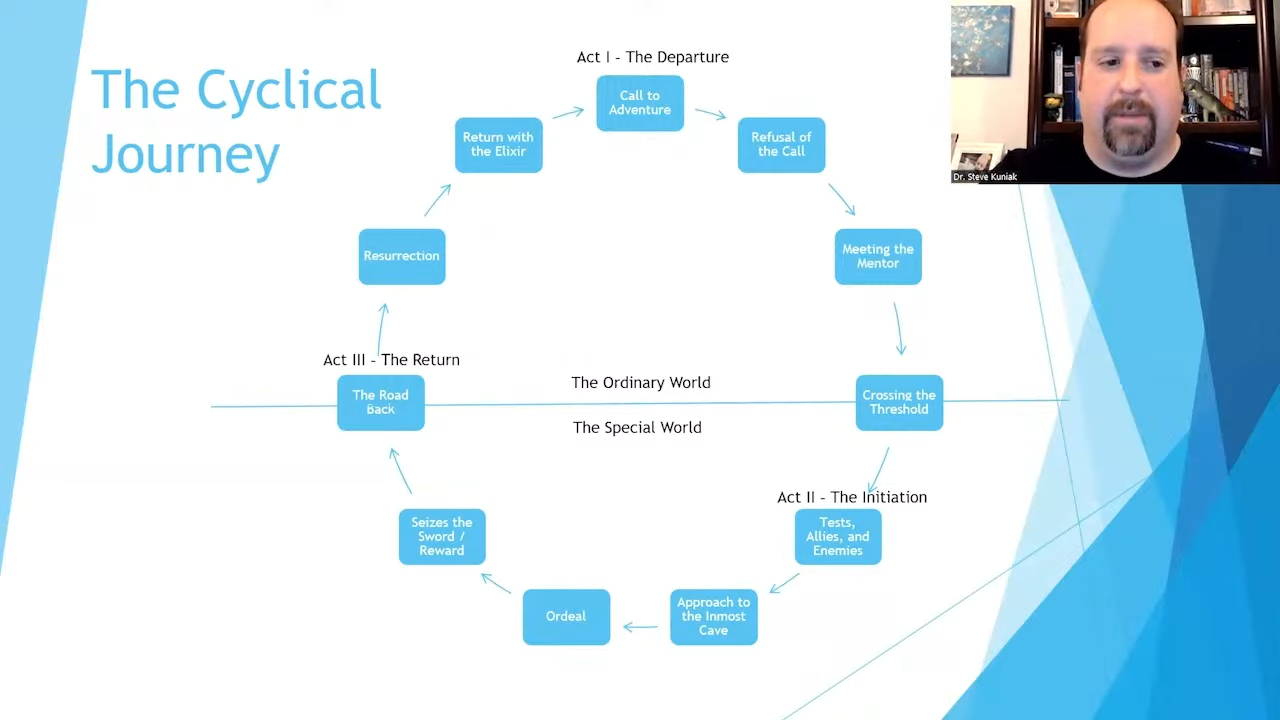 The Cyclical
Journey
Act I - The Departure
Call to
Adventure
Refusal of
the Call
Meeting the
Mentor
Crossing the
Threshold
Act II - The Initiation
Tests,
Allies, and
Enemies
Approach to
the Inmost
Cave
Ordeal
Seizes the
Sword /
Reward
Act III - The Return
The Road
Back
Resurrection
Return with
the Elixir
The Ordinary World
The Special World
Dr. Steve Kuniak